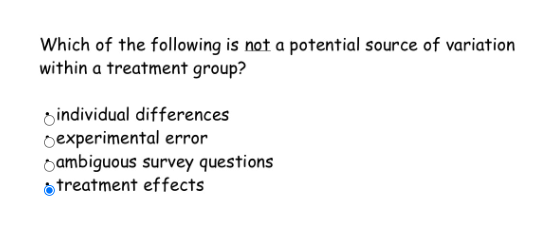 Which of the following is not a potential source of variation
within a treatment group?
individual differences
experimental error
ambiguous survey questions
treatment effects